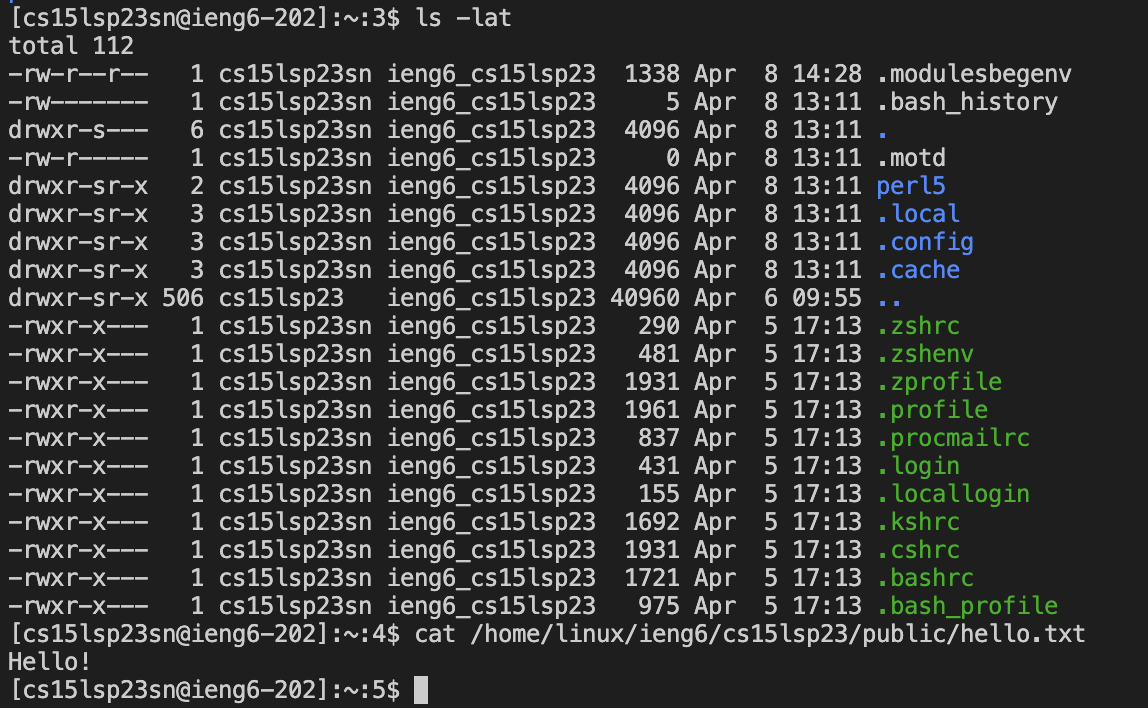 [cs15lsp23sn@ieng6-202]:~:3$ ls -lat
total 112
-rw-r--r--   1 cs15lsp23sn ieng6_cs15lsp23  1338 Apr  8 14:28 .modulesbegenv
-rw-------   1 cs15lsp23sn ieng6_cs15lsp23     5 Apr  8 13:11 .bash_history
drwxr-s---   6 cs15lsp23sn ieng6_cs15lsp23  4096 Apr  8 13:11 .
-rw-r-----   1 cs15lsp23sn ieng6_cs15lsp23     0 Apr  8 13:11 .motd
drwxr-sr-x   2 cs15lsp23sn ieng6_cs15lsp23  4096 Apr  8 13:11 perl5
drwxr-sr-x   3 cs15lsp23sn ieng6_cs15lsp23  4096 Apr  8 13:11 .local
drwxr-sr-x   3 cs15lsp23sn ieng6_cs15lsp23  4096 Apr  8 13:11 .config
drwxr-sr-x   3 cs15lsp23sn ieng6_cs15lsp23  4096 Apr  8 13:11 .cache
drwxr-sr-x 506 cs15lsp23   ieng6_cs15lsp23 40960 Apr  6 09:55 ..
-rwxr-x---   1 cs15lsp23sn ieng6_cs15lsp23   290 Apr  5 17:13 .zshrc
-rwxr-x---   1 cs15lsp23sn ieng6_cs15lsp23   481 Apr  5 17:13 .zshenv
-rwxr-x---   1 cs15lsp23sn ieng6_cs15lsp23  1931 Apr  5 17:13 .zprofile
-rwxr-x---   1 cs15lsp23sn ieng6_cs15lsp23  1961 Apr  5 17:13 .profile
-rwxr-x---   1 cs15lsp23sn ieng6_cs15lsp23   837 Apr  5 17:13 .procmailrc
-rwxr-x---   1 cs15lsp23sn ieng6_cs15lsp23   431 Apr  5 17:13 .login
-rwxr-x---   1 cs15lsp23sn ieng6_cs15lsp23   155 Apr  5 17:13 .locallogin
-rwxr-x---   1 cs15lsp23sn ieng6_cs15lsp23  1692 Apr  5 17:13 .kshrc
-rwxr-x---   1 cs15lsp23sn ieng6_cs15lsp23  1931 Apr  5 17:13 .cshrc
-rwxr-x---   1 cs15lsp23sn ieng6_cs15lsp23  1721 Apr  5 17:13 .bashrc
-rwxr-x---   1 cs15lsp23sn ieng6_cs15lsp23   975 Apr  5 17:13 .bash_profile
[cs15lsp23sn@ieng6-202]:~:4$ cat /home/linux/ieng6/cs15lsp23/public/hello.txt
Hello!
[cs15lsp23sn@ieng6-202]:~:5$